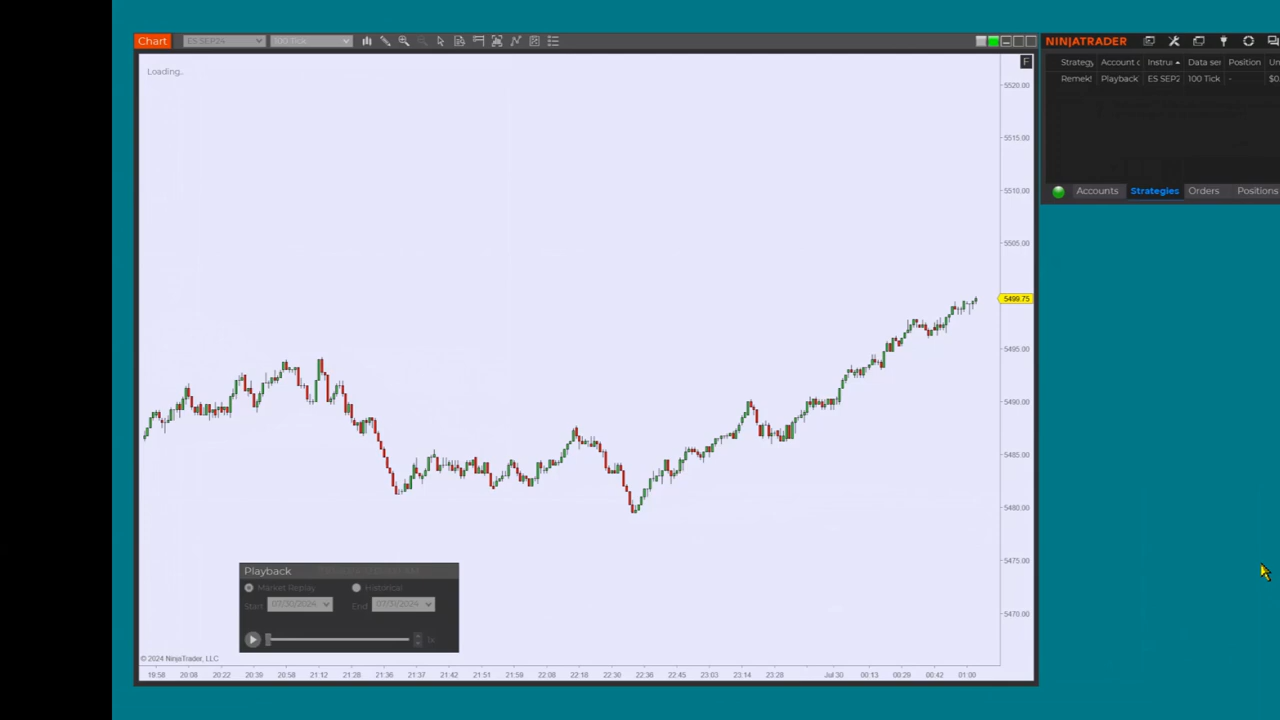 Chart ES SEP24 100 Tick
Loading..
F
5520.00
5515.00
5510.00
5505.00
5499.75
5495.00
5490.00
5485.00
5480.00
5475.00
5470.00
Playback
Market Replay Historical
Start 07/30/2024 End 07/31/2024
1x
© 2024 NinjaTrader, LLC
19:58 20:08 20:22 20:39 20:58 21:12 21:28 21:36 21:37 21:42 21:51 21:59 22:08 22:18 22:30 22:36 22:45 23:03 23:14 23:28 Jul 30 00:13 00:29 00:42 01:00
NINJATRADER
Strategy Account c Instru Data ser Position Un
Remek! Playback ES SEP2 100 Tick - $0.
Accounts Strategies Orders Positions